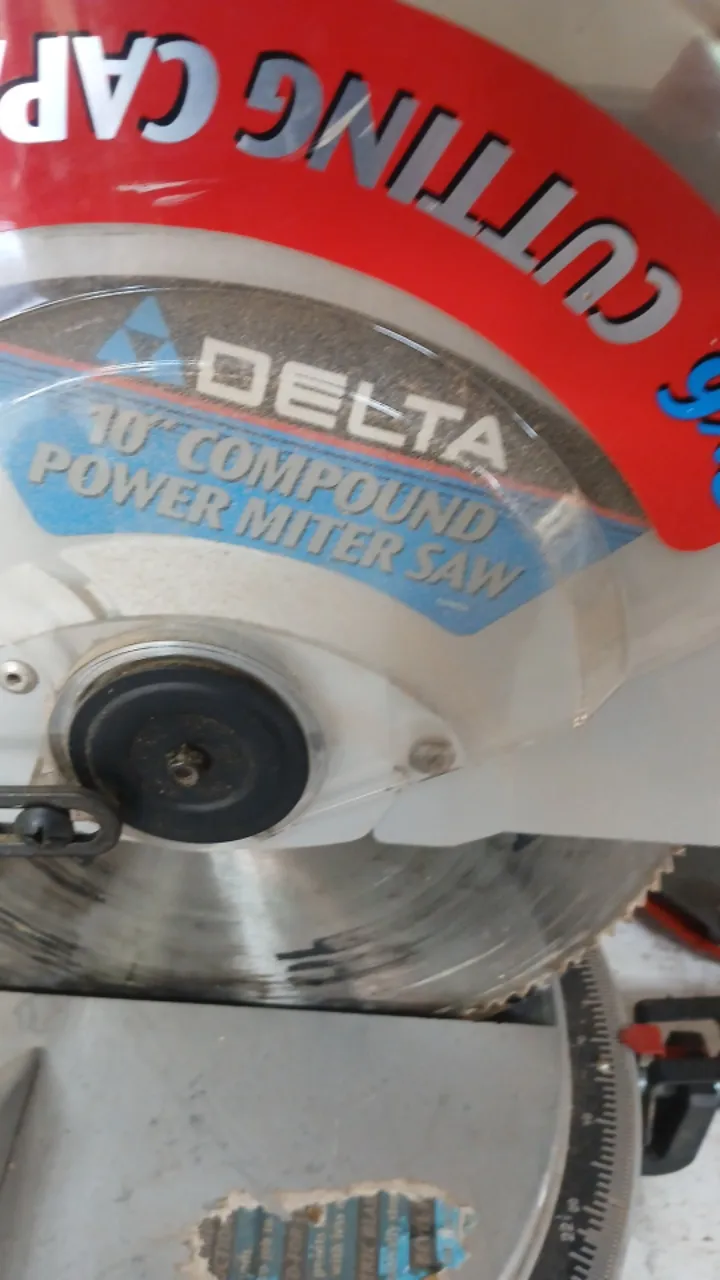 CUTTING CAP
DELTA
10" COMPOUND
POWER MITER SAW